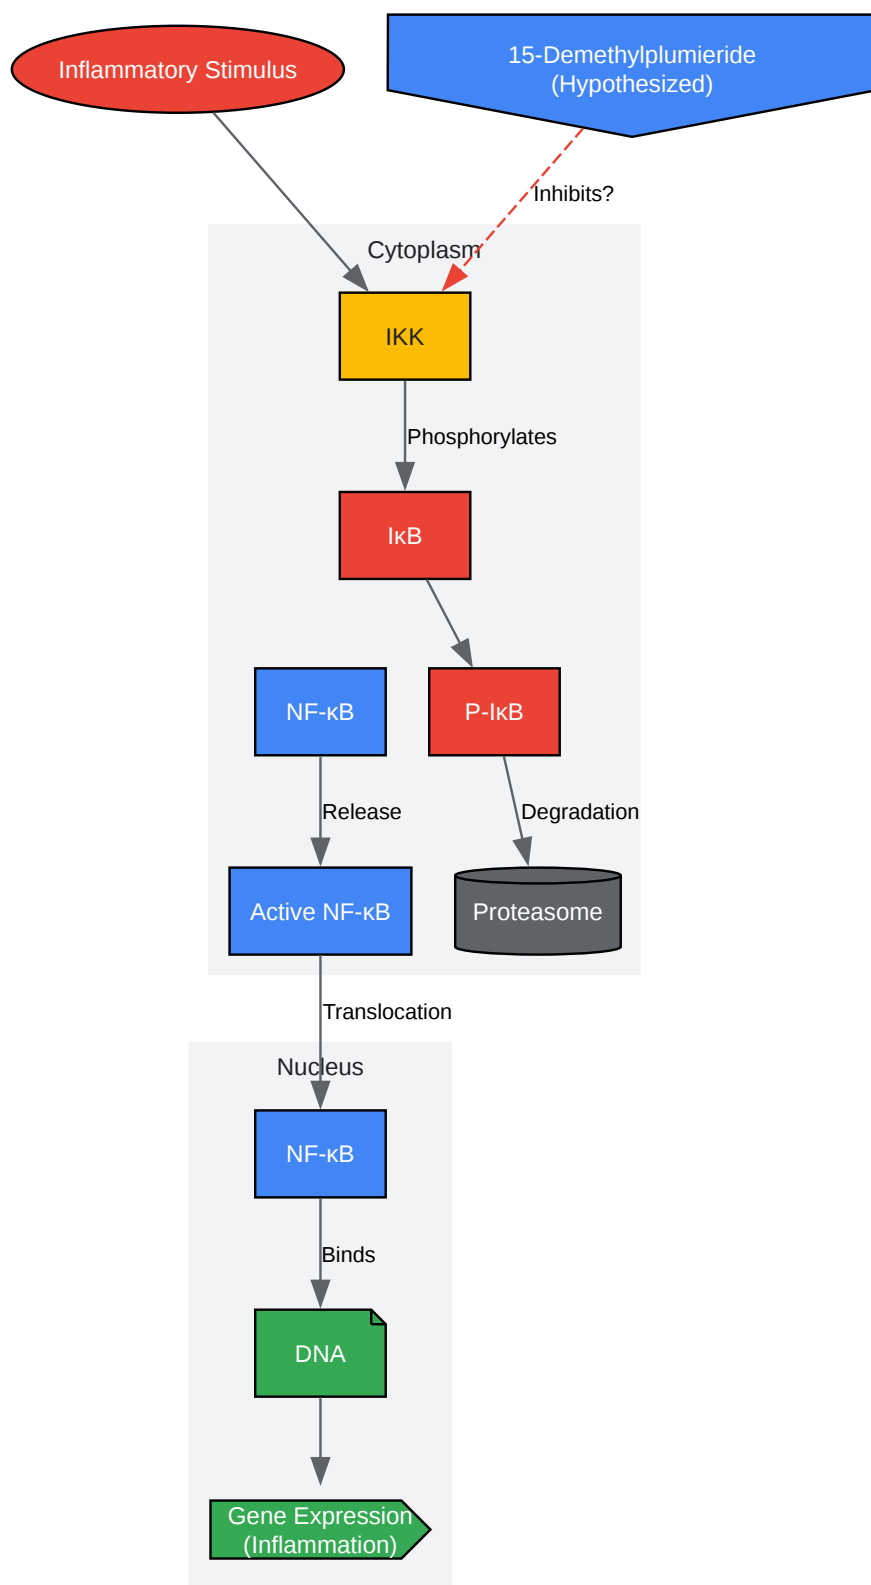 Inflammatory Stimulus
15-Demethylplumieride
(Hypothesized)
Inhibits?
Cytoplasm
IKK
Phosphorylates
IκB
NF-κB
P-IκB
Release
Degradation
Active NF-κB
Proteasome
Translocation
Nucleus
NF-κB
Binds
DNA
Gene Expression
(Inflammation)